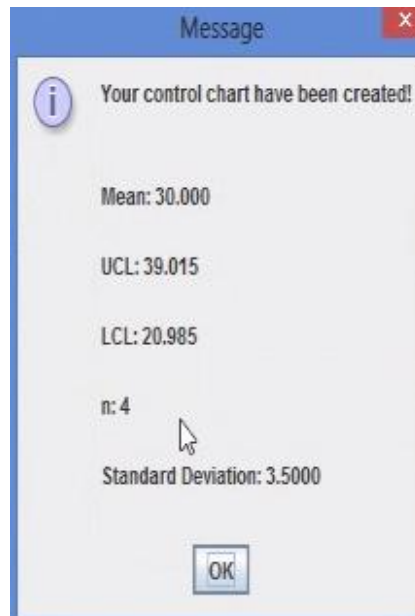 Message
x
i
Your control chart have been created!
Mean: 30.000
UCL: 39.015
LCL: 20.985
n: 4
Standard Deviation: 3.5000
OK